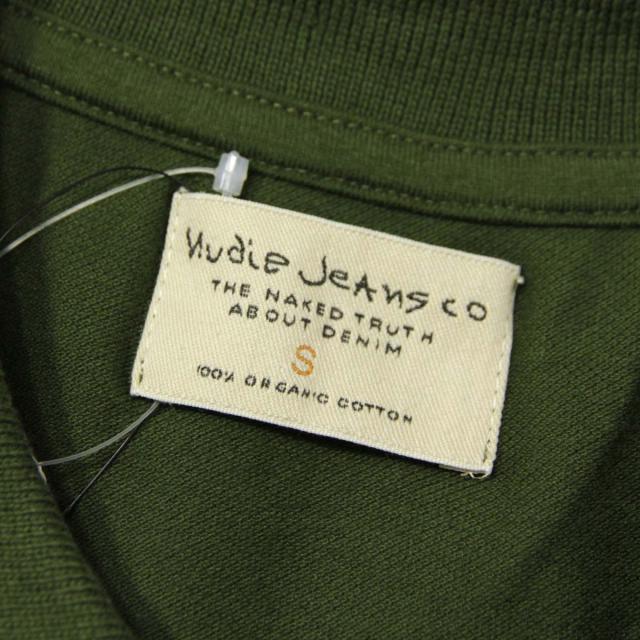 Nudie Jeans co
THE NAKED TRUTH
ABOUT DENIM
S
100% ORGANIC COTTON